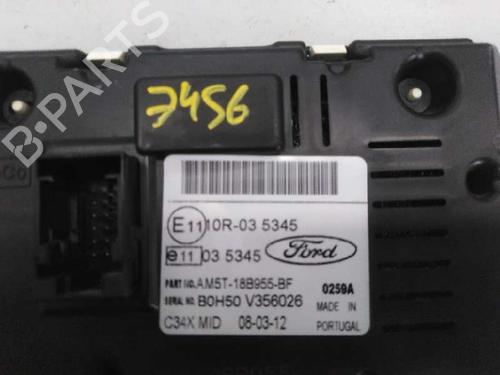 B-PARTS
7456
E11 10R-03 5345
e11 03 5345
Ford
PART NO. AM5T-18B955-BF
0259A
SERIAL NO. B0H50 V356026
MADE IN
C34X MID 08-03-12
PORTUGAL